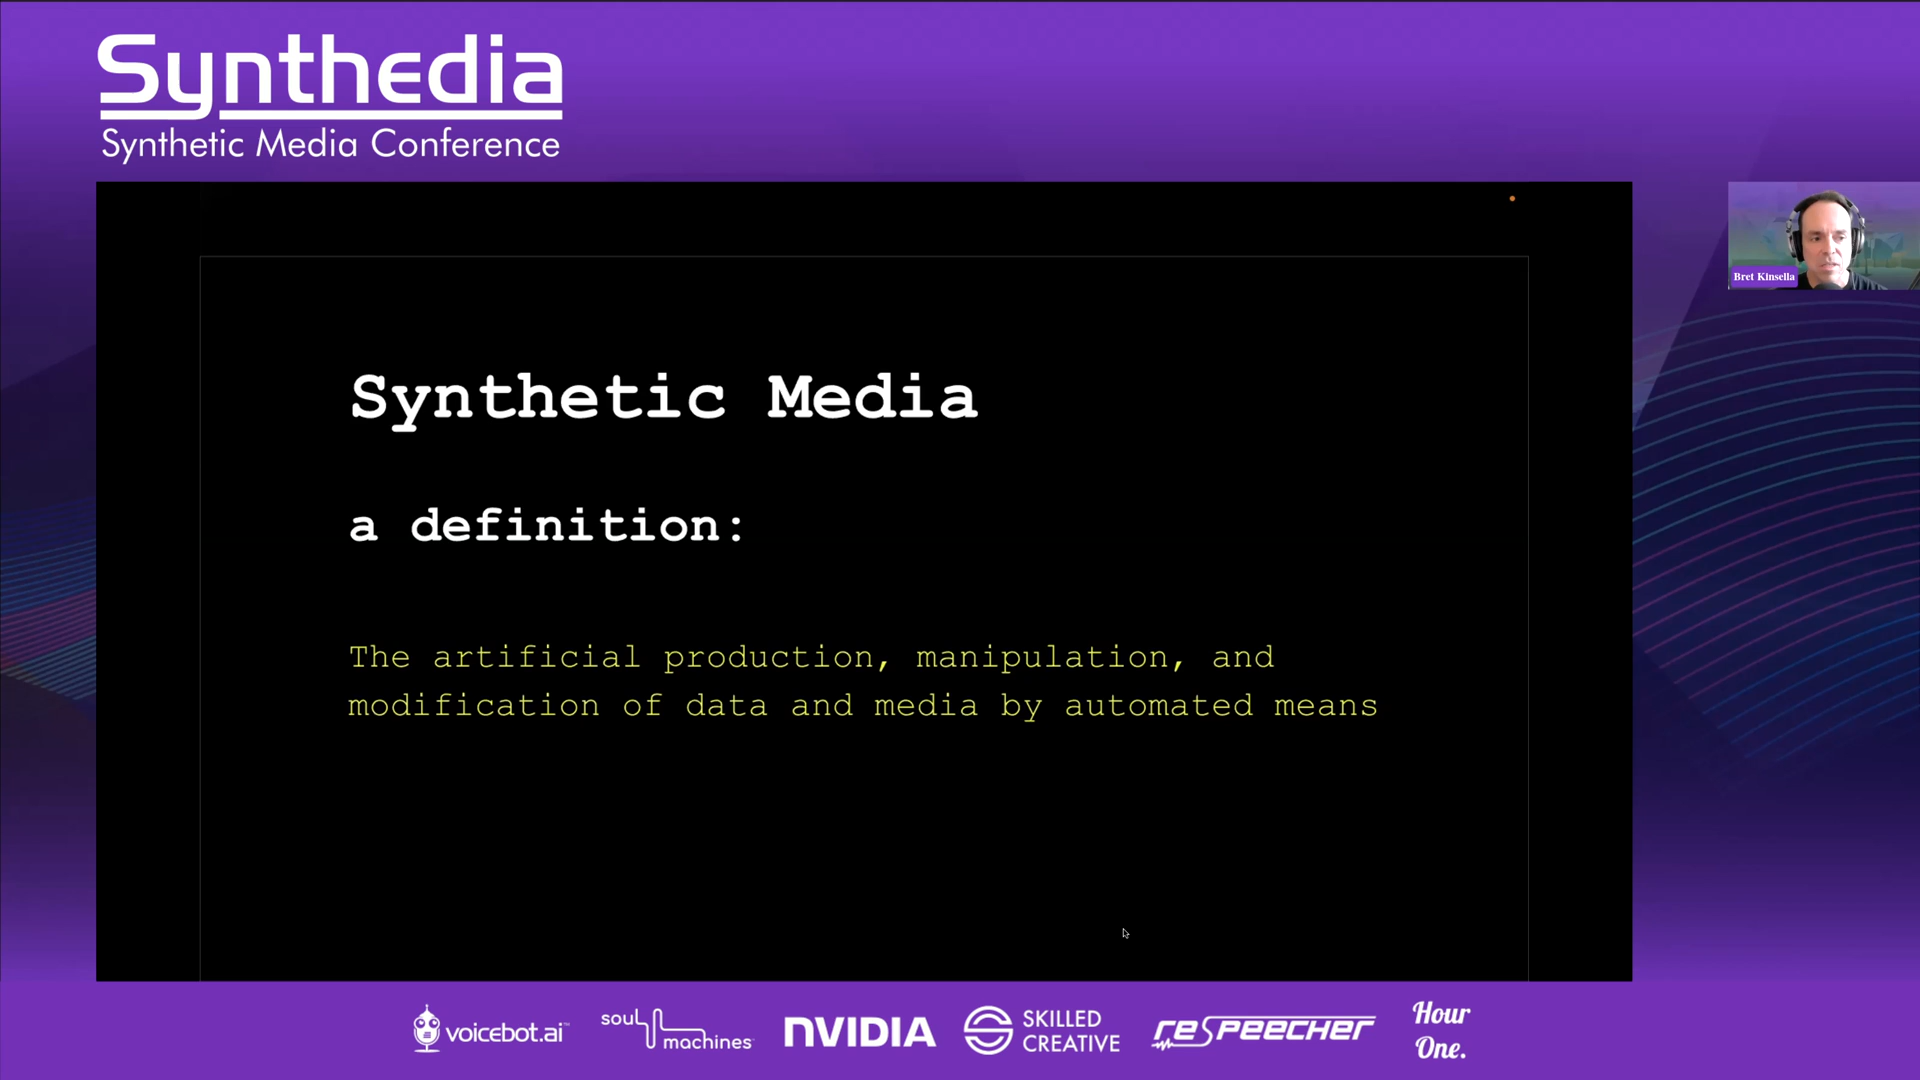 Synthedia
Synthetic Media Conference
Bret Kinsella
Synthetic Media
a definition:
The artificial production, manipulation, and
modification of data and media by automated means
voicebot.ai™
soul machines
NVIDIA
SKILLED CREATIVE
ReSPEECHER
Hour One.